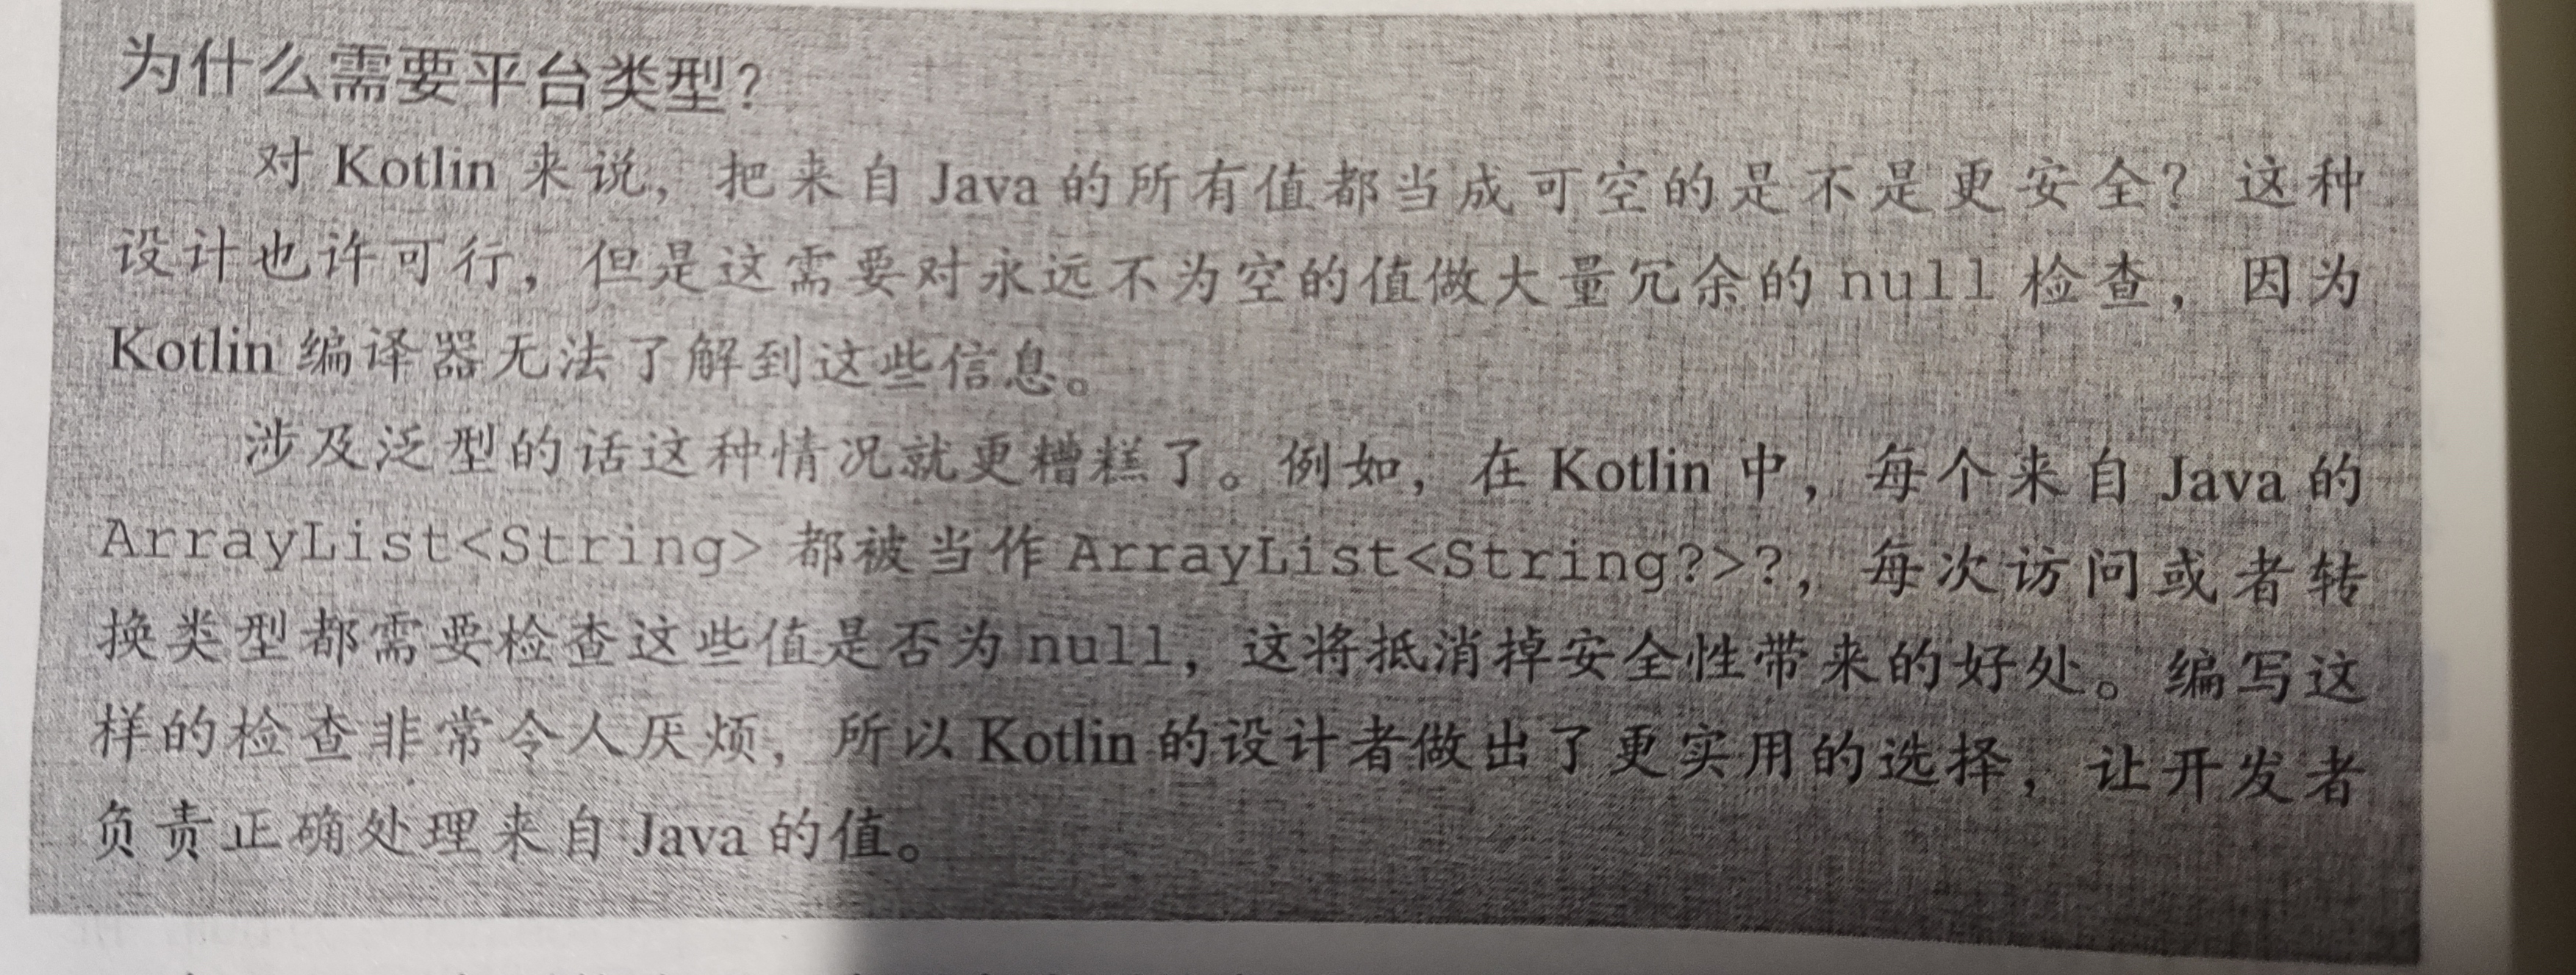 为什么需要平台类型？
对 Kotlin 来说，把来自 Java 的所有值都当成可空的是不是更安全？这种
设计也许可行，但是这需要对永远不为空的值做大量冗余的 null 检查，因为
Kotlin 编译器无法了解到这些信息。
涉及泛型的话这种情况就更糟糕了。例如，在 Kotlin 中，每个来自 Java 的
ArrayList<String> 都被当作 ArrayList<String?>?，每次访问或者转
换类型都需要检查这些值是否为 null，这将抵消掉安全性带来的好处。编写这
样的检查非常令人厌烦，所以 Kotlin 的设计者做出了更实用的选择，让开发者
负责正确处理来自 Java 的值。